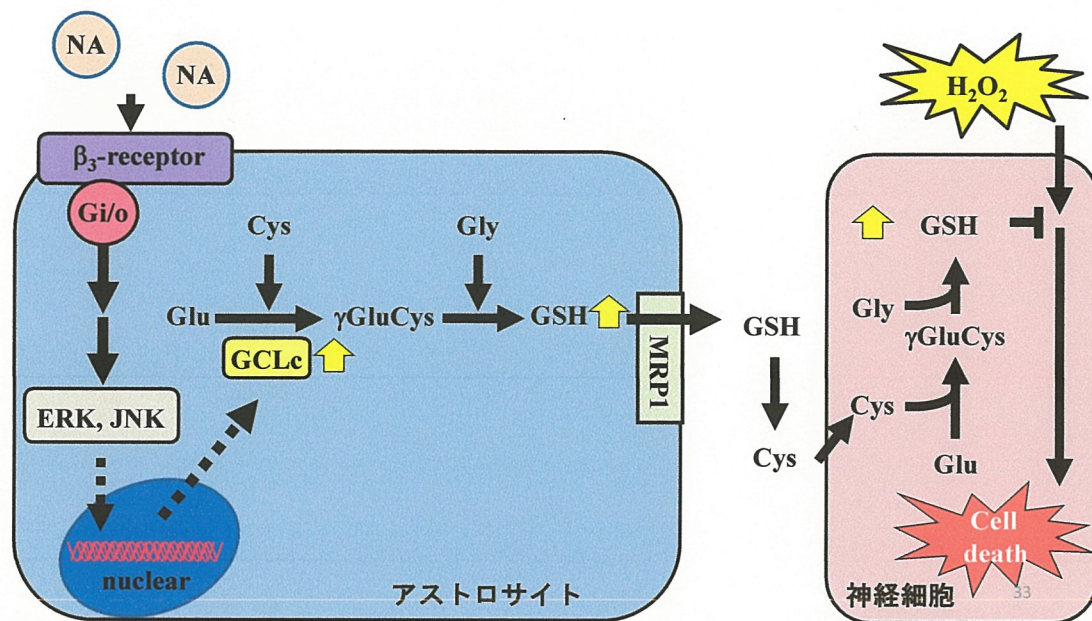 NA
NA
β₃-receptor
Gi/o
ERK, JNK
nuclear
Cys
Gly
Glu
γGluCys
GSH
GCLc
MRP1
アストロサイト
GSH
Cys
H₂O₂
GSH
Gly
γGluCys
Cys
Glu
Cell
death
神経細胞
33